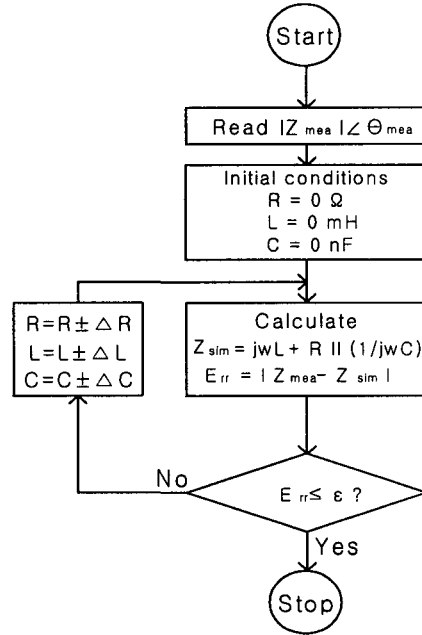 Start
Read |Z mea |∠ Θ mea
Initial conditions
R = 0 Ω
L = 0 mH
C = 0 nF
R=R± △ R
L=L± △ L
C=C± △ C
Calculate
Z sim = jwL + R II (1/jwC)
E rr = | Z mea - Z sim |
No
E rr ≤ ε ?
Yes
Stop